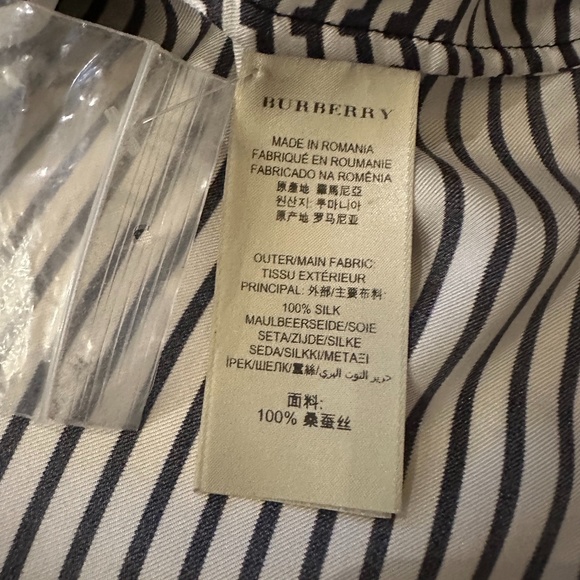 BURBERRY
MADE IN ROMANIA
FABRIQUÉ EN ROUMANIE
FABRICADO NA ROMÊNIA
原產地 羅馬尼亞
원산지: 루마니아
原产地 罗马尼亚
OUTER/MAIN FABRIC:
TISSU EXTÉRIEUR
PRINCIPAL: 外部/主要布料:
100% SILK
MAULBEERSEIDE/SOIE
SETA/ZIJDE/SILKE
SEDA/SILKKI/ΜΕΤΑΞΙ
İPEK/ШЕЛК/蠶絲/حرير التوت البري
面料:
100% 桑蚕丝